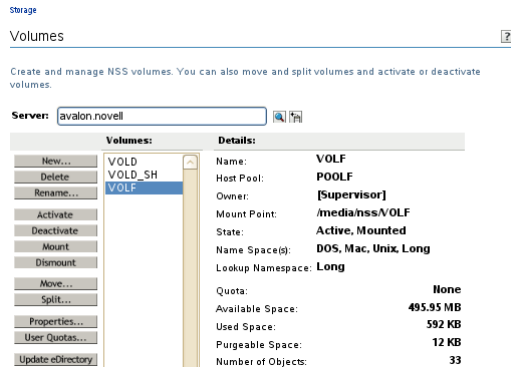 Storage
Volumes
?
Create and manage NSS volumes. You can also move and split volumes and activate or deactivate
volumes.
Server: avalon.novell
Volumes:
Details:
New...
Delete
Rename...
Activate
Deactivate
Mount
Dismount
Move...
Split...
Properties...
User Quotas...
Update eDirectory
VOLD
VOLD_SH
VOLF
Name: VOLF
Host Pool: POOLF
Owner: [Supervisor]
Mount Point: /media/nss/VOLF
State: Active, Mounted
Name Space(s): DOS, Mac, Unix, Long
Lookup Namespace: Long
Quota: None
Available Space: 495.95 MB
Used Space: 592 KB
Purgeable Space: 12 KB
Number of Objects: 33